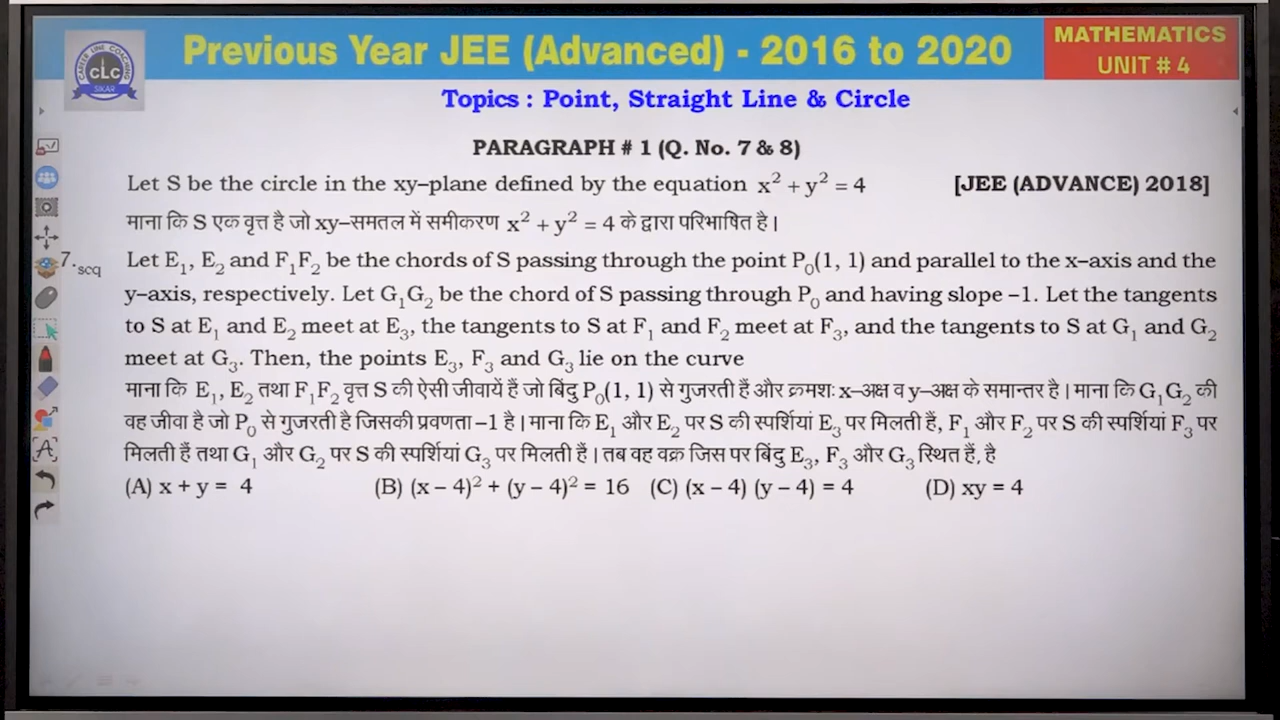 Previous Year JEE (Advanced) - 2016 to 2020
MATHEMATICS
UNIT # 4
CAREER LINE COACHING
CLC
SIKAR
Topics : Point, Straight Line & Circle
PARAGRAPH # 1 (Q. No. 7 & 8)
Let S be the circle in the xy–plane defined by the equation x² + y² = 4 [JEE (ADVANCE) 2018]
माना कि S एक वृत्त है जो xy–समतल में समीकरण x² + y² = 4 के द्वारा परिभाषित है।
7.scq Let E₁, E₂ and F₁F₂ be the chords of S passing through the point P₀(1, 1) and parallel to the x–axis and the
y–axis, respectively. Let G₁G₂ be the chord of S passing through P₀ and having slope –1. Let the tangents
to S at E₁ and E₂ meet at E₃, the tangents to S at F₁ and F₂ meet at F₃, and the tangents to S at G₁ and G₂
meet at G₃. Then, the points E₃, F₃ and G₃ lie on the curve
माना कि E₁, E₂ तथा F₁F₂ वृत्त S की ऐसी जीवायें हैं जो बिंदु P₀(1, 1) से गुजरती हैं और क्रमशः x–अक्ष व y–अक्ष के समान्तर है। माना कि G₁G₂ की
वह जीवा है जो P₀ से गुजरती है जिसकी प्रवणता –1 है। माना कि E₁ और E₂ पर S की स्पर्शियां E₃ पर मिलती हैं, F₁ और F₂ पर S की स्पर्शियां F₃ पर
मिलती हैं तथा G₁ और G₂ पर S की स्पर्शियां G₃ पर मिलती हैं। तब वह वक्र जिस पर बिंदु E₃, F₃ और G₃ स्थित हैं, है
(A) x + y = 4 (B) (x – 4)² + (y – 4)² = 16 (C) (x – 4) (y – 4) = 4 (D) xy = 4